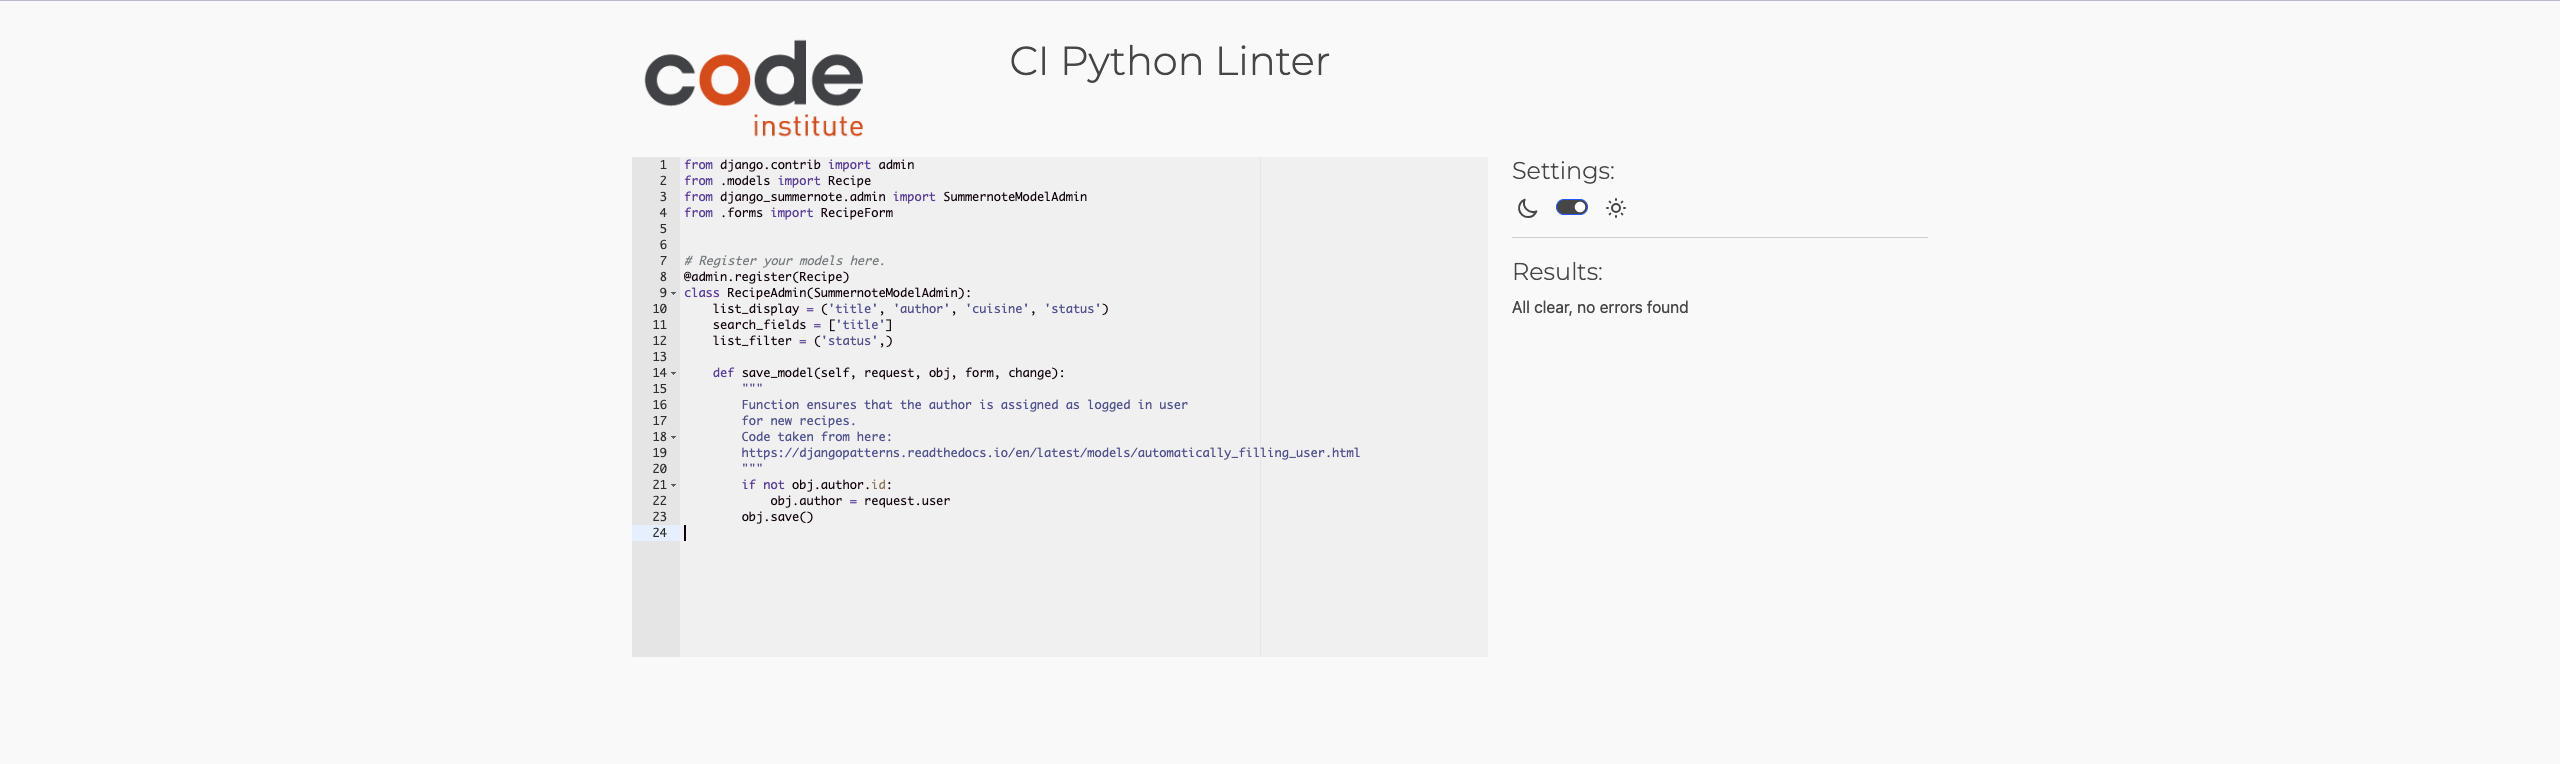 code
institute
CI Python Linter
1 from django.contrib import admin
2 from .models import Recipe
3 from django_summernote.admin import SummernoteModelAdmin
4 from .forms import RecipeForm
5
6
7 # Register your models here.
8 @admin.register(Recipe)
9 class RecipeAdmin(SummernoteModelAdmin):
10     list_display = ('title', 'author', 'cuisine', 'status')
11     search_fields = ['title']
12     list_filter = ('status',)
13
14     def save_model(self, request, obj, form, change):
15         """
16         Function ensures that the author is assigned as logged in user
17         for new recipes.
18         Code taken from here:
19         https://djangopatterns.readthedocs.io/en/latest/models/automatically_filling_user.html
20         """
21         if not obj.author.id:
22             obj.author = request.user
23         obj.save()
24
Settings:
Results:
All clear, no errors found